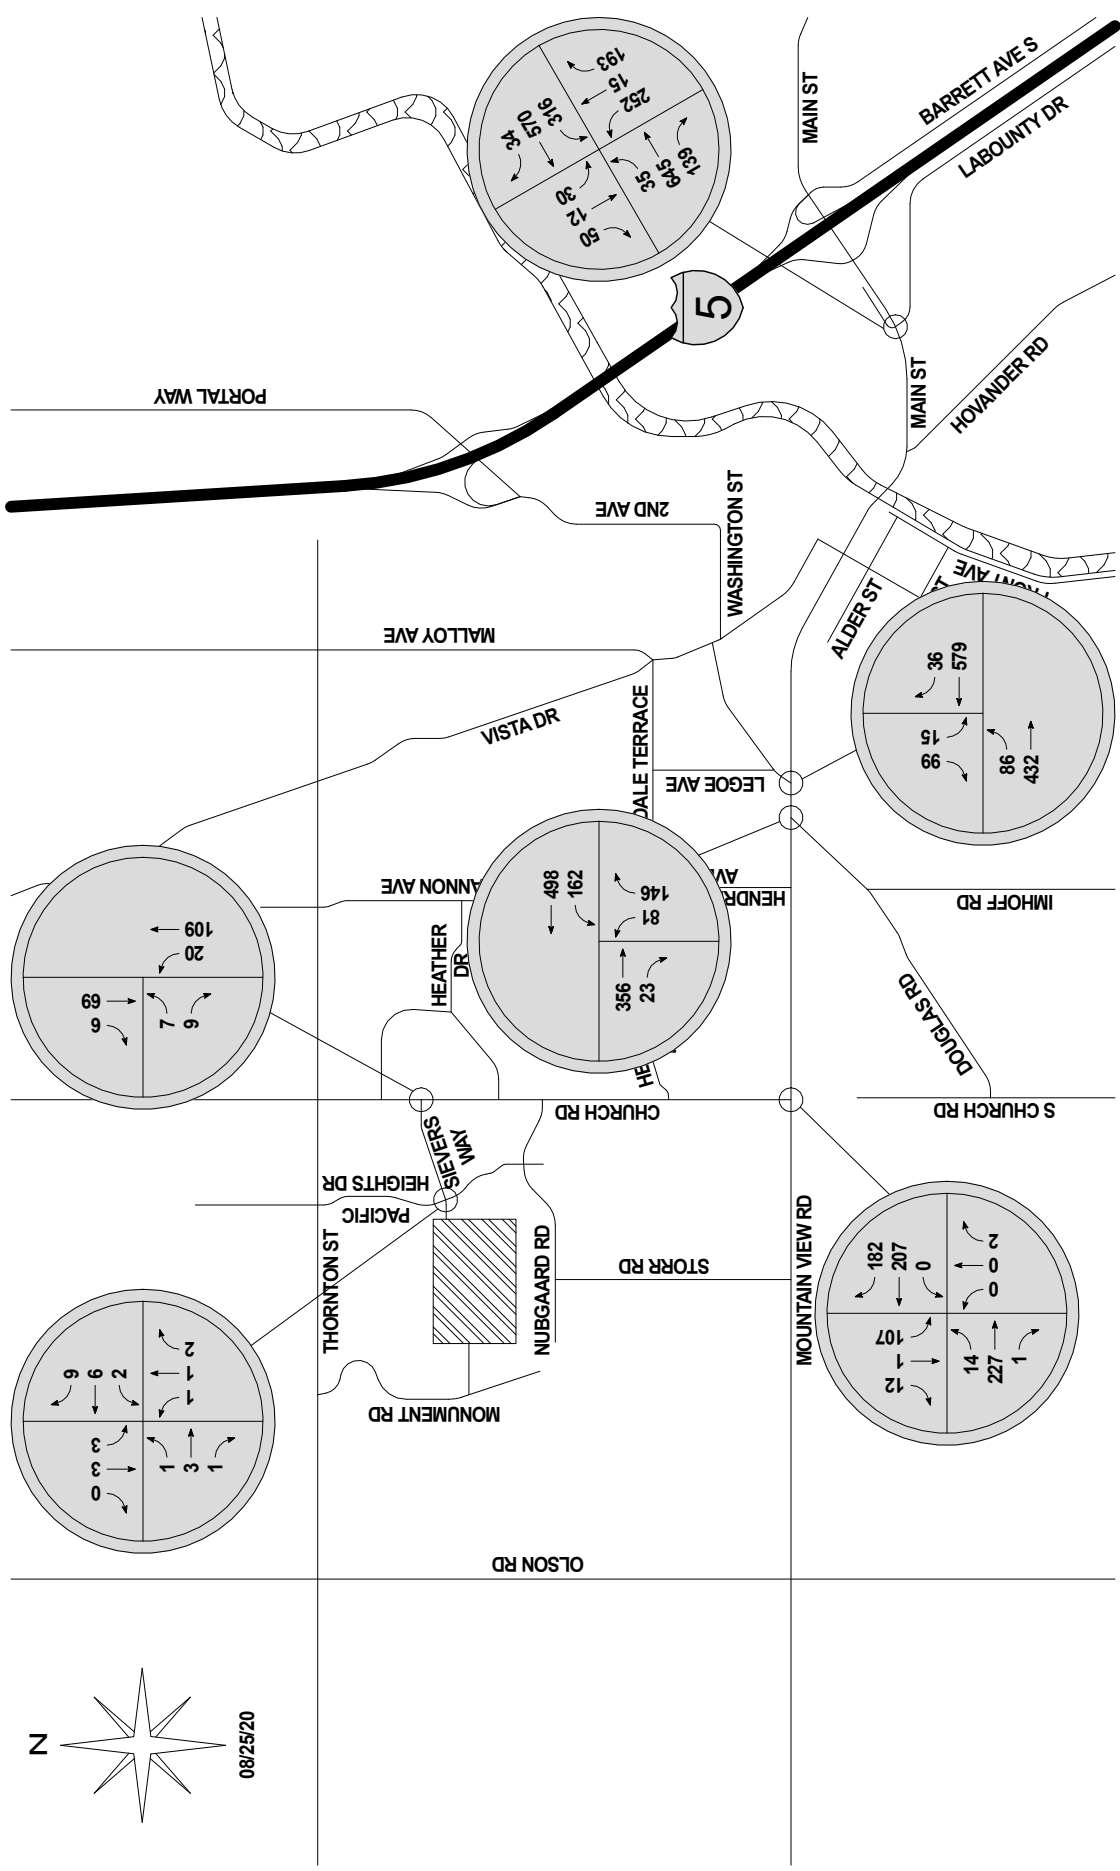 N
08/25/20
OLSON RD
MONUMENT RD
THORNTON ST
PACIFIC
HEIGHTS DR
SIEVERS
WAY
NUBGAARD RD
STORR RD
MOUNTAIN VIEW RD
CHURCH RD
S CHURCH RD
DOUGLAS RD
IMHOFF RD
HEATHER
DR
LEGOE AVE
VISTA DR
MALLOY AVE
WASHINGTON ST
2ND AVE
PORTAL WAY
ALDER ST
ST
FRONT AVE
MAIN ST
HOVANDER RD
MAIN ST
BARRETT AVE S
LABOUNTY DR
5
DALE TERRACE
9
6
2
3
3
0
1
3
1
2
1
1
69
9
109
20
7
9
498
162
356
23
146
81
182
207
0
107
1
12
14
227
1
2
0
0
36
579
15
99
86
432
34
570
316
30
12
50
35
645
139
193
15
252